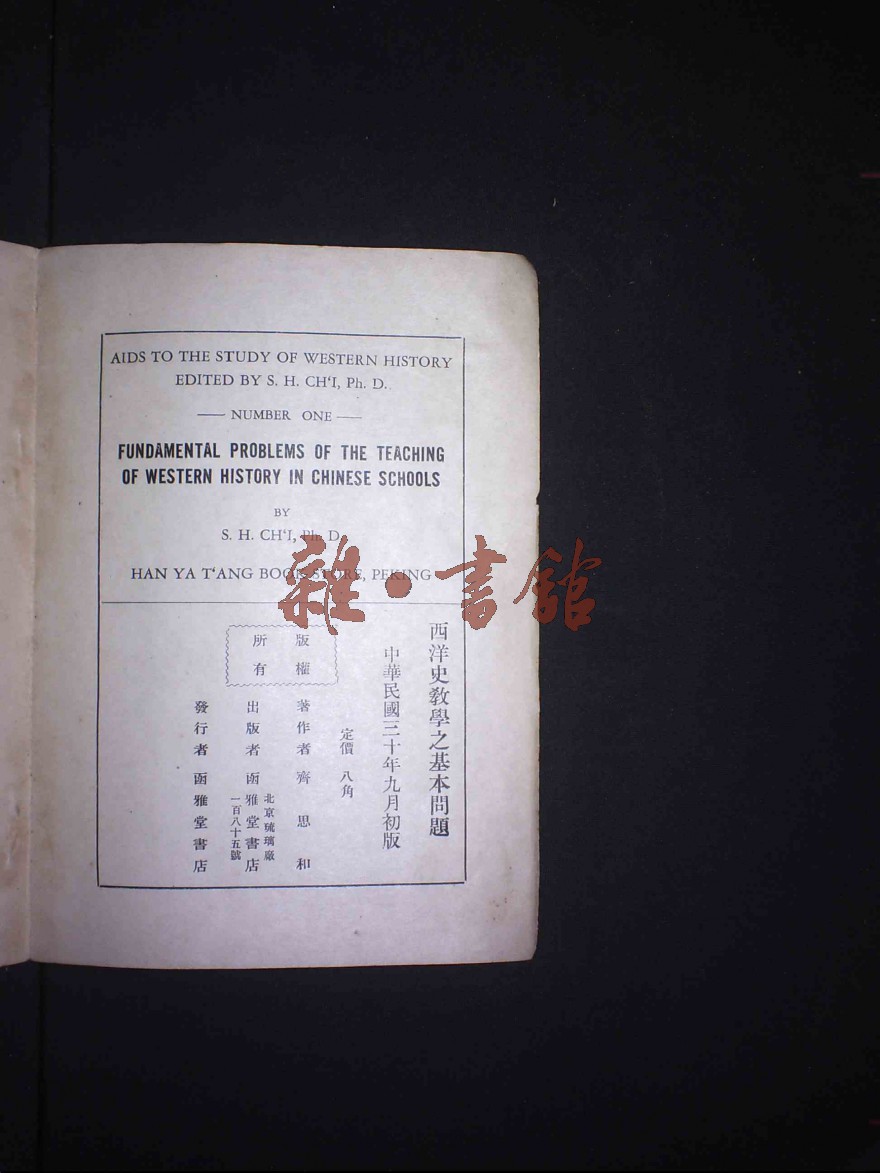 AIDS TO THE STUDY OF WESTERN HISTORY
EDITED BY S. H. CH‘I, Ph. D.
— NUMBER ONE —
FUNDAMENTAL PROBLEMS OF THE TEACHING
OF WESTERN HISTORY IN CHINESE SCHOOLS
BY
S. H. CH‘I, Ph. D.
HAN YA T‘ANG BOOK STORE, PEKING
雜·書舘
西洋史教學之基本問題
中華民國三十年九月初版
定價 八角
版權
所有
著作者 齊思和
北京琉璃廠
出版者 函雅堂書店
一百八十五號
發行者 函雅堂書店